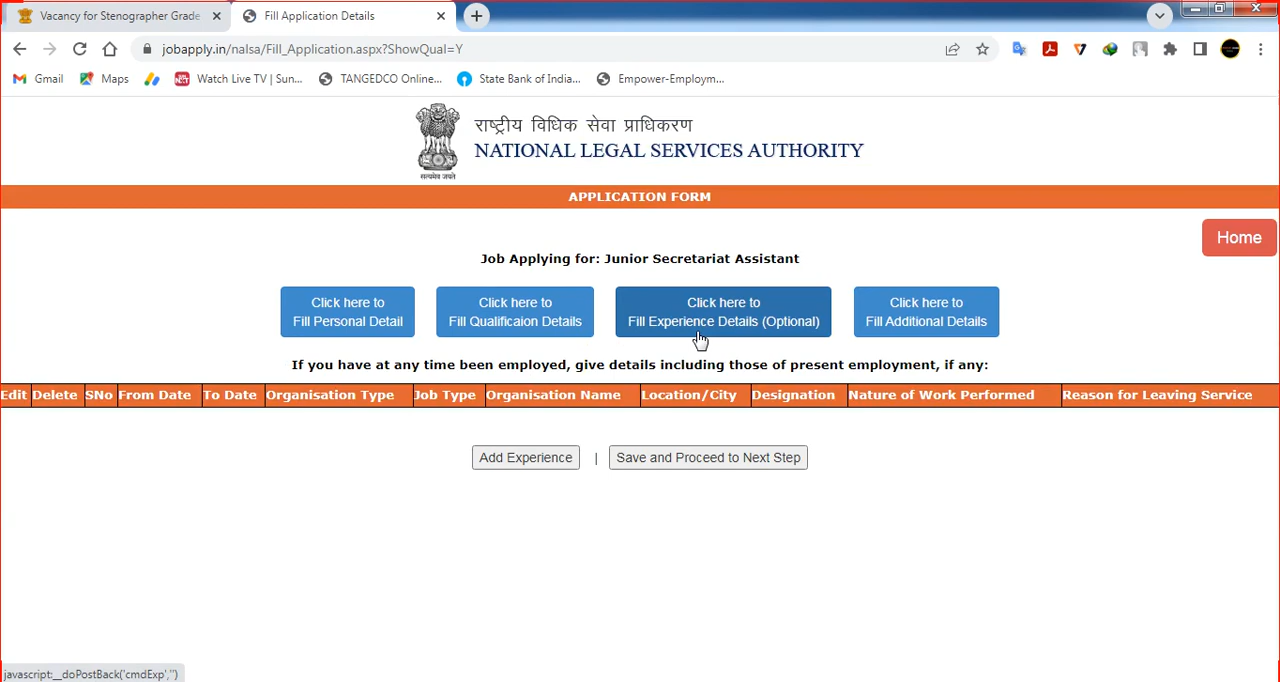 Vacancy for Stenographer Grade
Fill Application Details
jobapply.in/nalsa/Fill_Application.aspx?ShowQual=Y
Gmail
Maps
Watch Live TV | Sun...
TANGEDCO Online...
State Bank of India...
Empower-Employm...
राष्ट्रीय विधिक सेवा प्राधिकरण
NATIONAL LEGAL SERVICES AUTHORITY
सत्यमेव जयते
APPLICATION FORM
Home
Job Applying for: Junior Secretariat Assistant
Click here to
Fill Personal Detail
Click here to
Fill Qualificaion Details
Click here to
Fill Experience Details (Optional)
Click here to
Fill Additional Details
If you have at any time been employed, give details including those of present employment, if any:
Edit Delete SNo From Date To Date Organisation Type Job Type Organisation Name Location/City Designation Nature of Work Performed Reason for Leaving Service
Add Experience | Save and Proceed to Next Step
javascript:__doPostBack('cmdExp','')